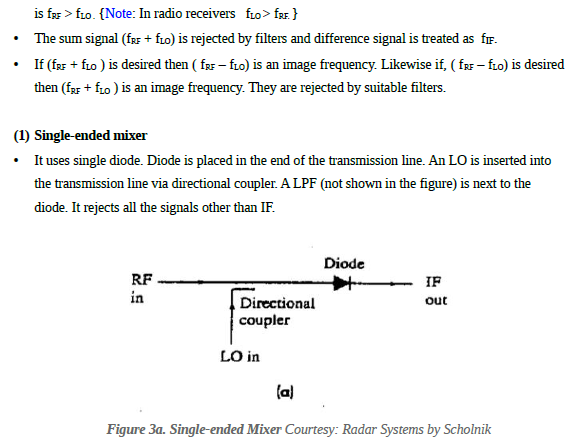 is fRF > fLO. {Note: In radio receivers fLO> fRF. }
• The sum signal (fRF + fLO) is rejected by filters and difference signal is treated as fIF.
• If (fRF + fLO ) is desired then ( fRF – fLO) is an image frequency. Likewise if, ( fRF – fLO) is desired
then (fRF + fLO ) is an image frequency. They are rejected by suitable filters.
(1) Single-ended mixer
• It uses single diode. Diode is placed in the end of the transmission line. An LO is inserted into
the transmission line via directional coupler. A LPF (not shown in the figure) is next to the
diode. It rejects all the signals other than IF.
Diode
RF
in
IF
out
Directional
coupler
LO in
(a)
Figure 3a. Single-ended Mixer Courtesy: Radar Systems by Scholnik